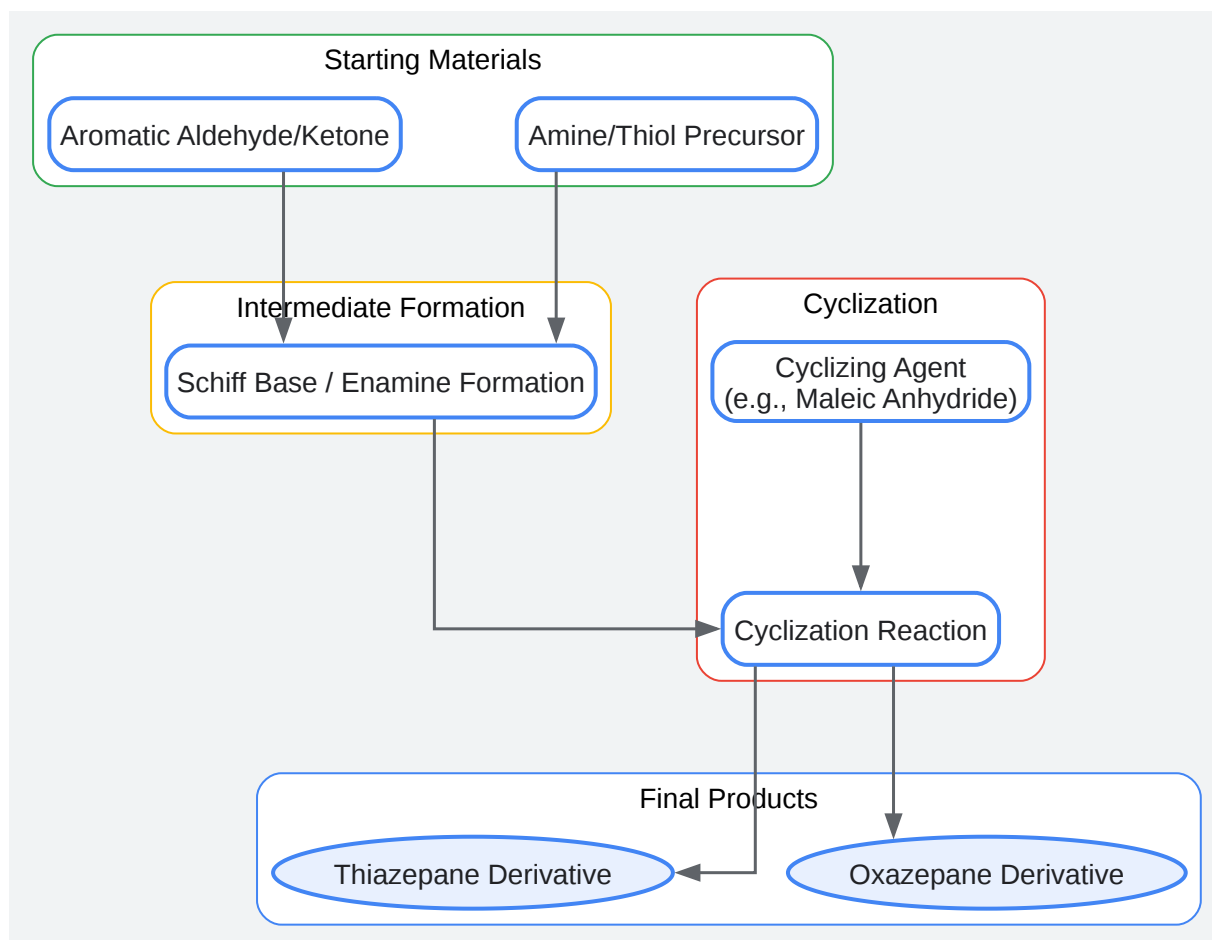 Starting Materials
Aromatic Aldehyde/Ketone
Amine/Thiol Precursor
Intermediate Formation
Schiff Base / Enamine Formation
Cyclization
Cyclizing Agent
(e.g., Maleic Anhydride)
Cyclization Reaction
Final Products
Thiazepane Derivative
Oxazepane Derivative